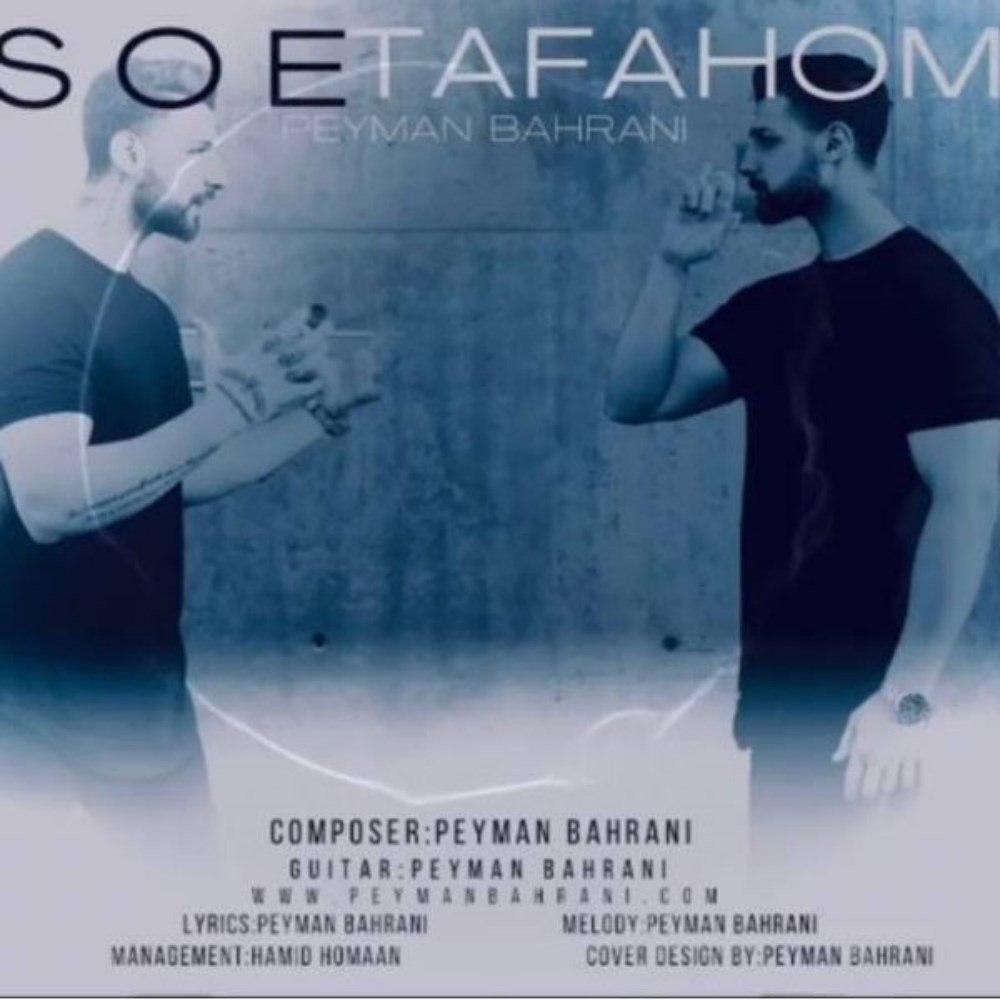 SOE TAFAHOM
PEYMAN BAHRANI
COMPOSER:PEYMAN BAHRANI
GUITAR:PEYMAN BAHRANI
WWW.PEYMANBAHRANI.COM
LYRICS:PEYMAN BAHRANI MELODY:PEYMAN BAHRANI
MANAGEMENT:HAMID HOMAAN COVER DESIGN BY:PEYMAN BAHRANI